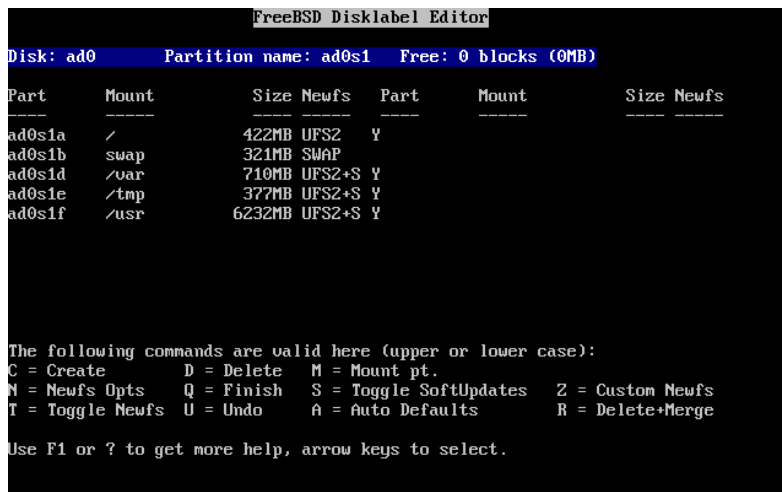 FreeBSD Disklabel Editor
Disk: ad0 Partition name: ad0s1 Free: 0 blocks (0MB)
Part Mount Size Newfs Part Mount Size Newfs
---- ----- ---- ----- ---- ----- ---- -----
ad0s1a / 422MB UFS2 Y
ad0s1b swap 321MB SWAP
ad0s1d /var 710MB UFS2+S Y
ad0s1e /tmp 377MB UFS2+S Y
ad0s1f /usr 6232MB UFS2+S Y
The following commands are valid here (upper or lower case):
C = Create D = Delete M = Mount pt.
N = Newfs Opts Q = Finish S = Toggle SoftUpdates Z = Custom Newfs
T = Toggle Newfs U = Undo A = Auto Defaults R = Delete+Merge
Use F1 or ? to get more help, arrow keys to select.